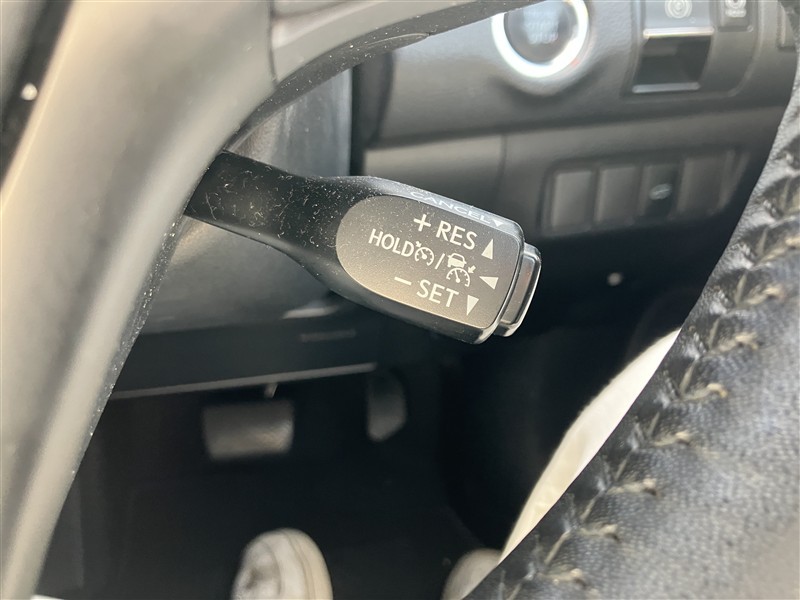 CANCEL▼
+ RES ▲
HOLD /
− SET ▼